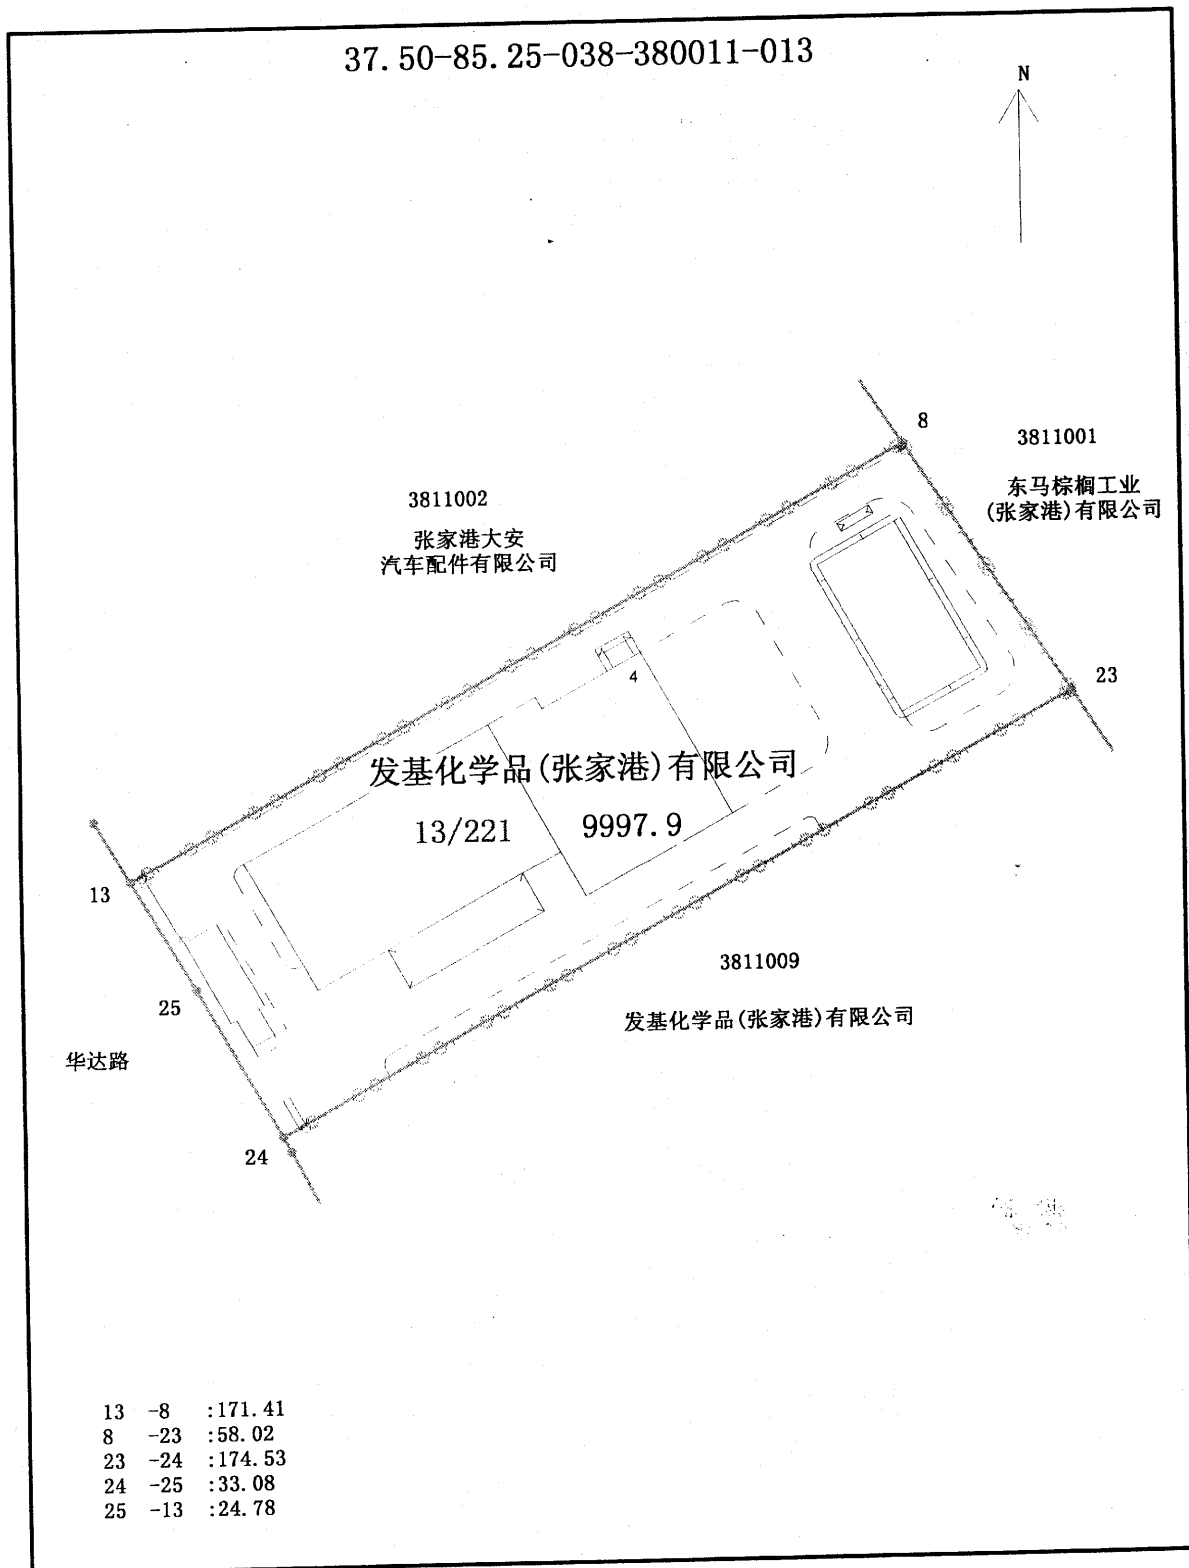 37.50-85.25-038-380011-013
N
8
3811001
东马棕榈工业
(张家港)有限公司
3811002
张家港大安
汽车配件有限公司
23
4
发基化学品(张家港)有限公司
13/221 9997.9
13
3811009
25
发基化学品(张家港)有限公司
华达路
24
13 -8 :171.41
8 -23 :58.02
23 -24 :174.53
24 -25 :33.08
25 -13 :24.78